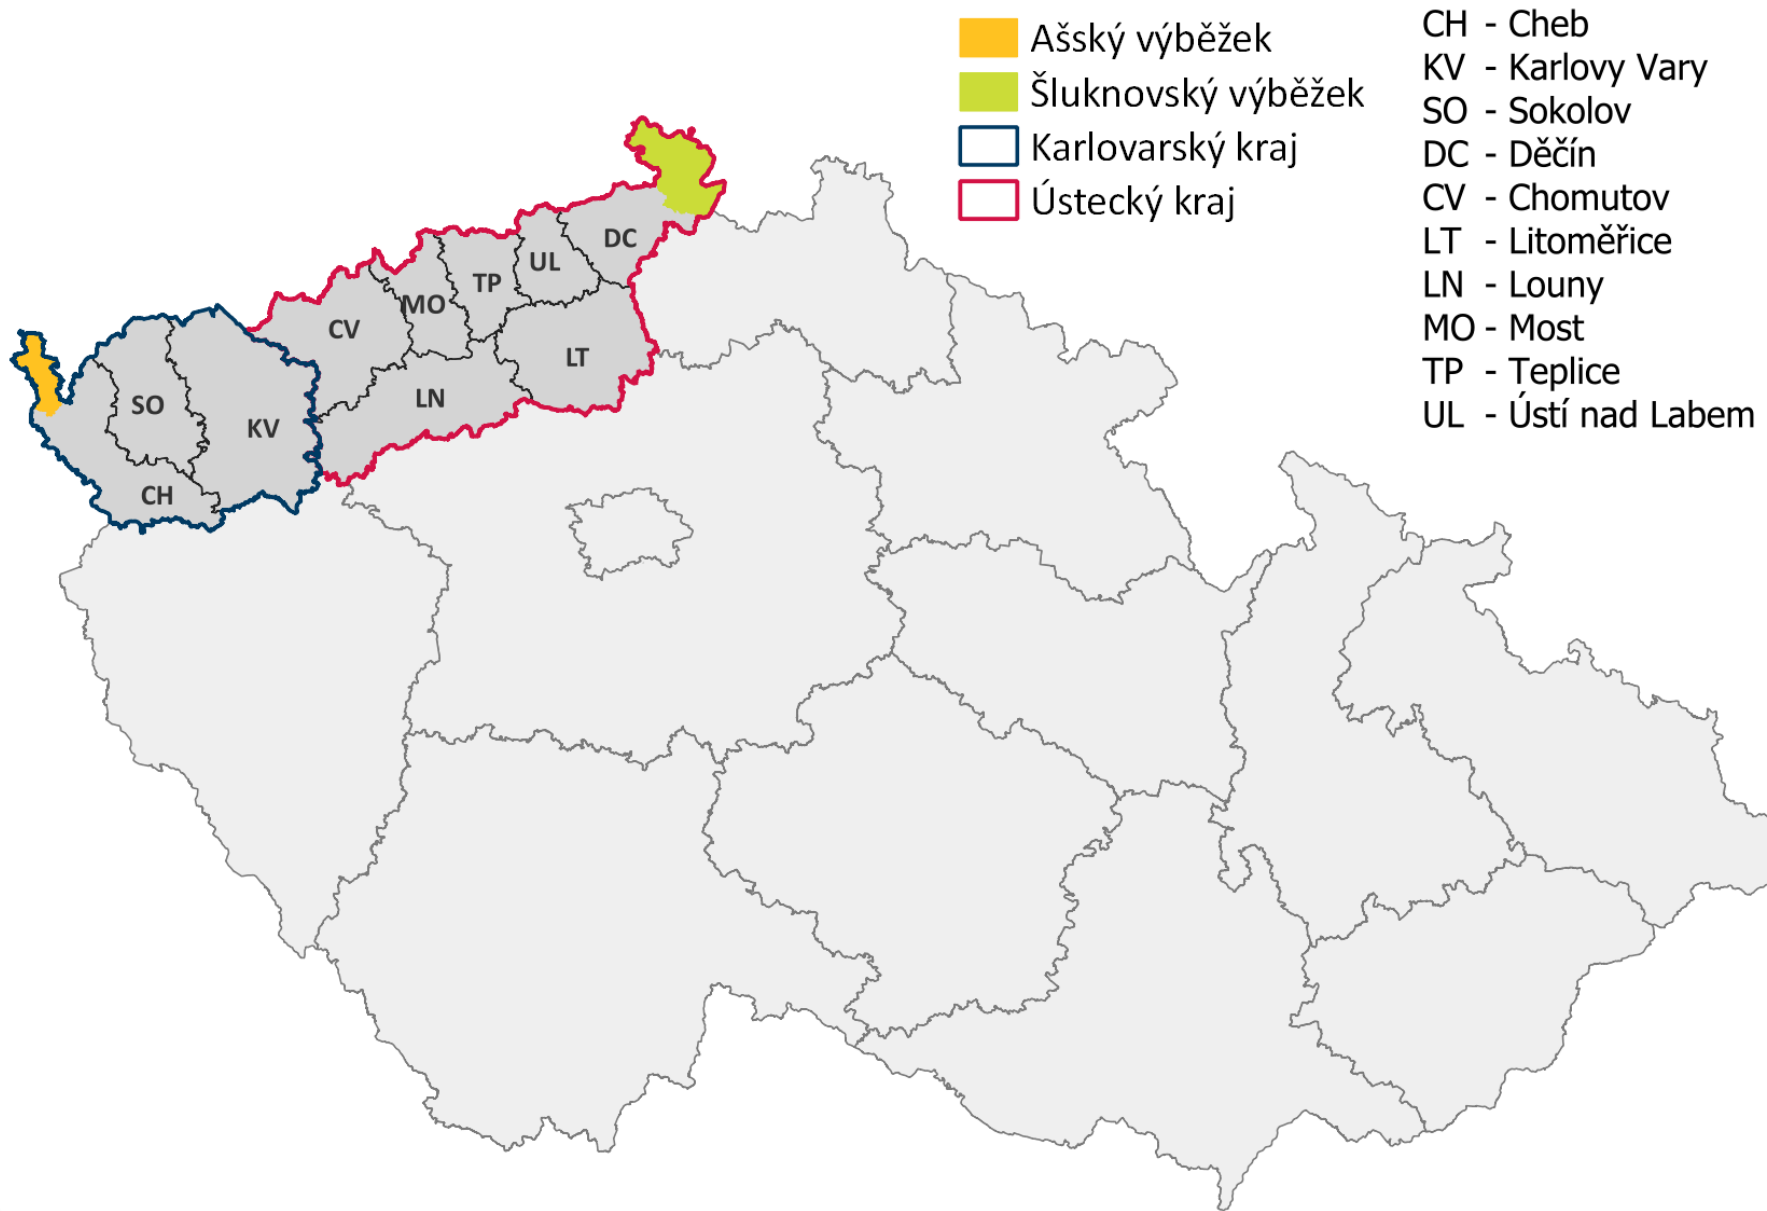 Ašský výběžek
Šluknovský výběžek
Karlovarský kraj
Ústecký kraj
CH - Cheb
KV - Karlovy Vary
SO - Sokolov
DC - Děčín
CV - Chomutov
LT - Litoměřice
LN - Louny
MO - Most
TP - Teplice
UL - Ústí nad Labem
DC
UL
TP
MO
CV
LT
LN
SO
KV
CH